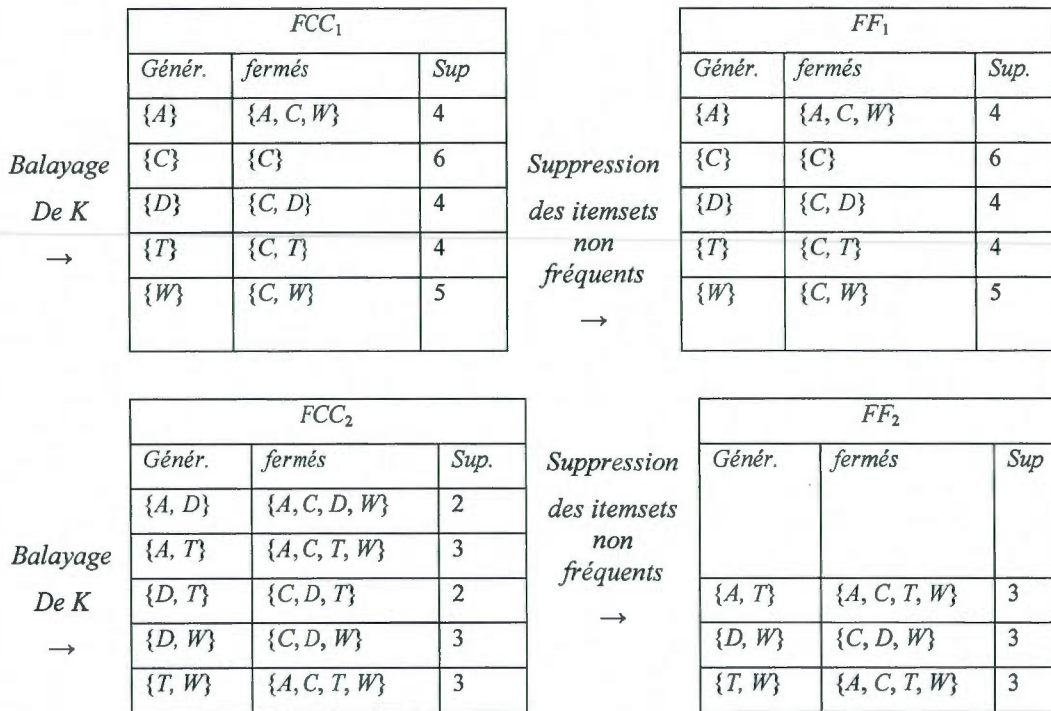 FCC₁
Génér. fermés Sup
{A} {A, C, W} 4
{C} {C} 6
{D} {C, D} 4
{T} {C, T} 4
{W} {C, W} 5
Balayage
De K
→
Suppression
des itemsets
non
fréquents
→
FF₁
Génér. fermés Sup.
{A} {A, C, W} 4
{C} {C} 6
{D} {C, D} 4
{T} {C, T} 4
{W} {C, W} 5
FCC₂
Génér. fermés Sup.
{A, D} {A, C, D, W} 2
{A, T} {A, C, T, W} 3
{D, T} {C, D, T} 2
{D, W} {C, D, W} 3
{T, W} {A, C, T, W} 3
Balayage
De K
→
Suppression
des itemsets
non
fréquents
→
FF₂
Génér. fermés Sup
{A, T} {A, C, T, W} 3
{D, W} {C, D, W} 3
{T, W} {A, C, T, W} 3